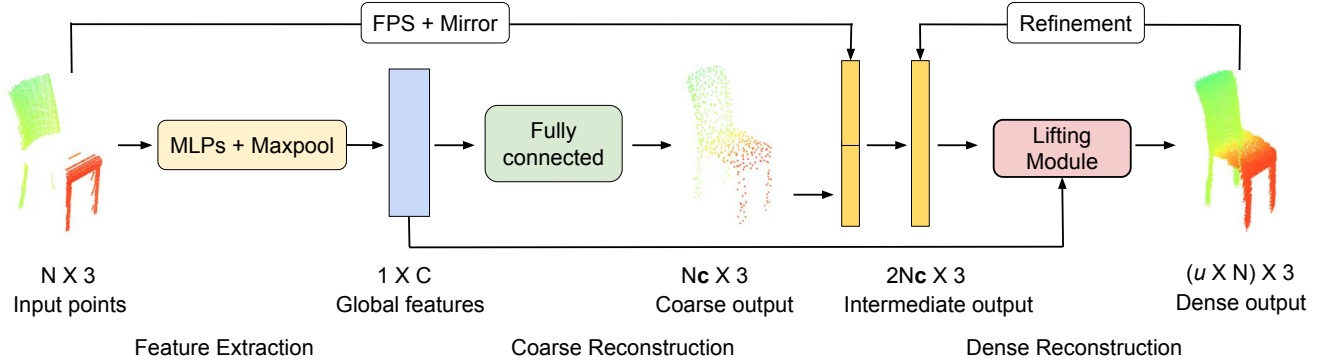 FPS + Mirror
Refinement
MLPs + Maxpool
Fully
connected
Lifting
Module
N X 3
Input points
1 X C
Global features
Nc X 3
Coarse output
2Nc X 3
Intermediate output
(u X N) X 3
Dense output
Feature Extraction
Coarse Reconstruction
Dense Reconstruction